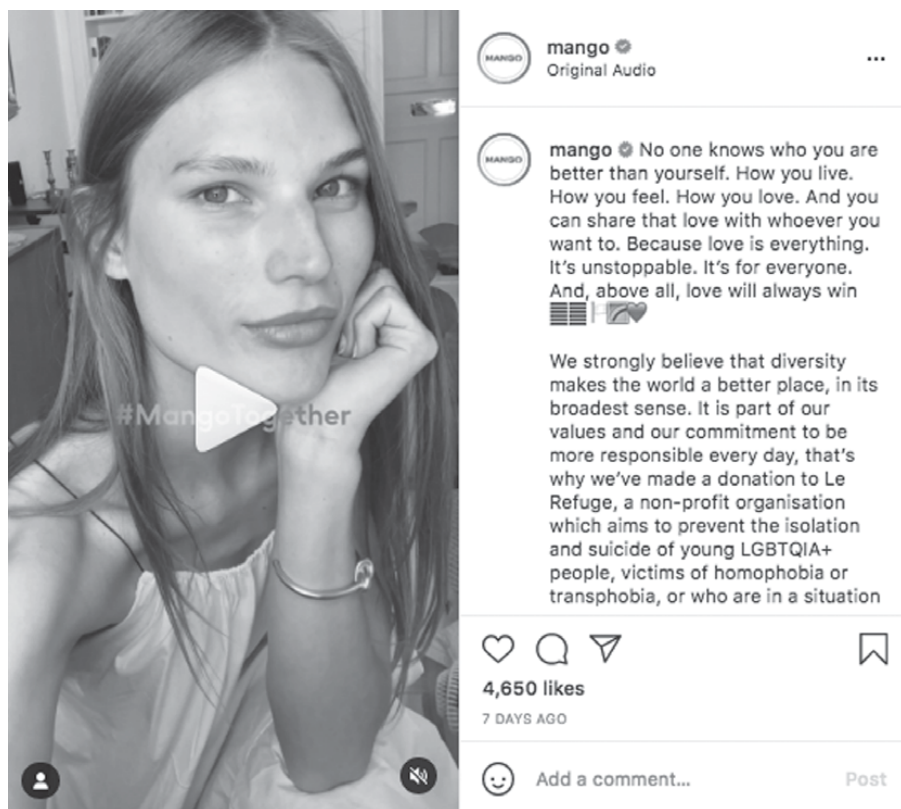 #MangoTogether
MANGO
mango
Original Audio
...
MANGO
mango No one knows who you are
better than yourself. How you live.
How you feel. How you love. And you
can share that love with whoever you
want to. Because love is everything.
It's unstoppable. It's for everyone.
And, above all, love will always win
We strongly believe that diversity
makes the world a better place, in its
broadest sense. It is part of our
values and our commitment to be
more responsible every day, that's
why we've made a donation to Le
Refuge, a non-profit organisation
which aims to prevent the isolation
and suicide of young LGBTQIA+
people, victims of homophobia or
transphobia, or who are in a situation
4,650 likes
7 DAYS AGO
Add a comment... Post